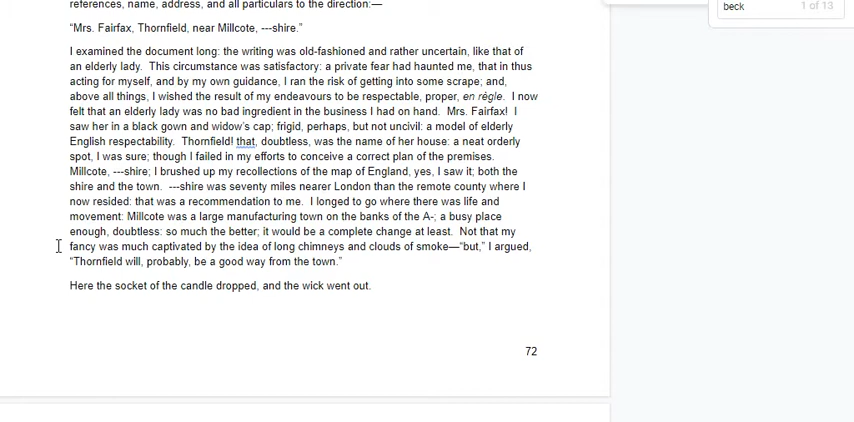 references, name, address, and all particulars to the direction:—
beck
1 of 13
“Mrs. Fairfax, Thornfield, near Millcote, ---shire.”
I examined the document long: the writing was old-fashioned and rather uncertain, like that of
an elderly lady.  This circumstance was satisfactory: a private fear had haunted me, that in thus
acting for myself, and by my own guidance, I ran the risk of getting into some scrape; and,
above all things, I wished the result of my endeavours to be respectable, proper, en règle.  I now
felt that an elderly lady was no bad ingredient in the business I had on hand.  Mrs. Fairfax!  I
saw her in a black gown and widow’s cap; frigid, perhaps, but not uncivil: a model of elderly
English respectability.  Thornfield! that, doubtless, was the name of her house: a neat orderly
spot, I was sure; though I failed in my efforts to conceive a correct plan of the premises.
Millcote, ---shire; I brushed up my recollections of the map of England, yes, I saw it; both the
shire and the town.  ---shire was seventy miles nearer London than the remote county where I
now resided: that was a recommendation to me.  I longed to go where there was life and
movement: Millcote was a large manufacturing town on the banks of the A-; a busy place
enough, doubtless: so much the better; it would be a complete change at least.  Not that my
fancy was much captivated by the idea of long chimneys and clouds of smoke—“but,” I argued,
“Thornfield will, probably, be a good way from the town.”
Here the socket of the candle dropped, and the wick went out.
72